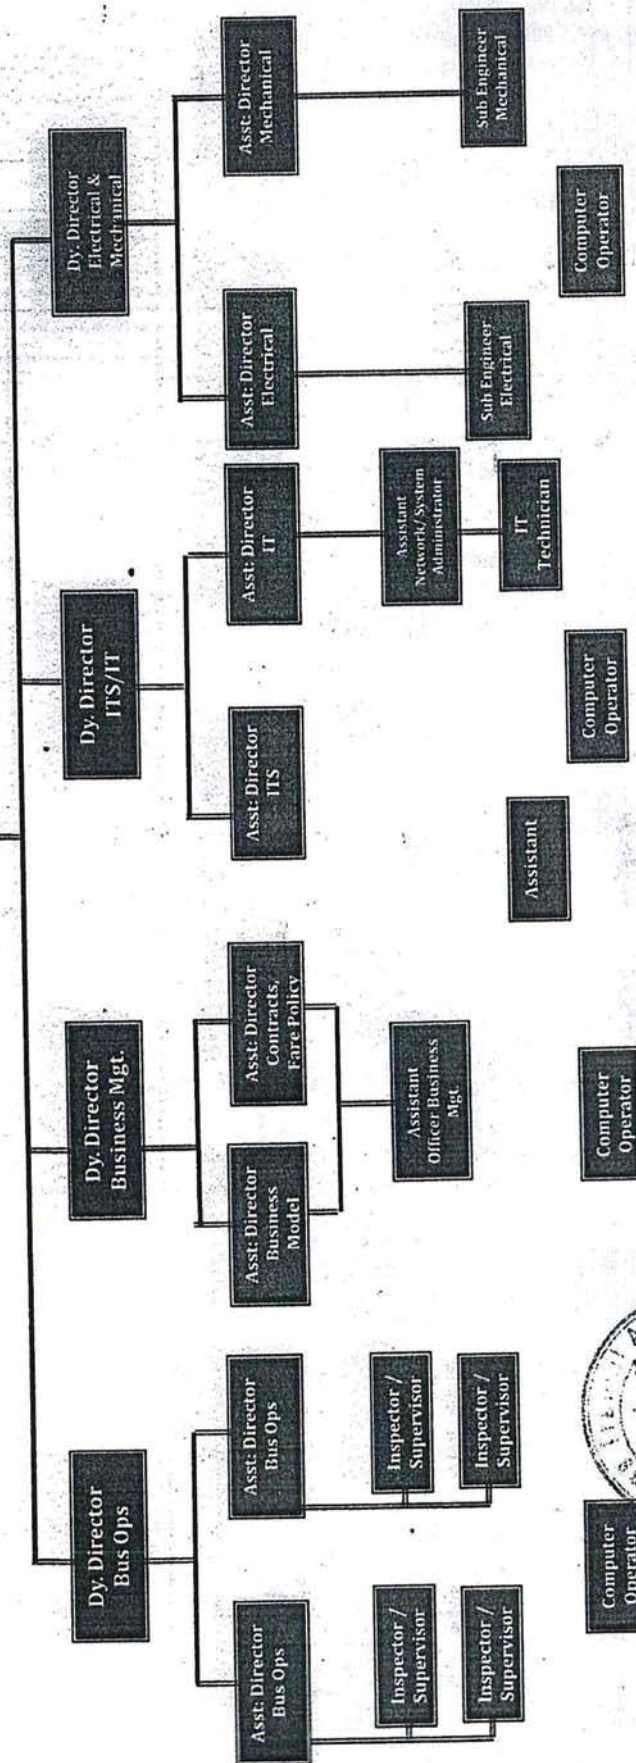 Dy. Director
Bus Ops
Dy. Director
Business Mgt.
Dy. Director
ITS/IT
Dy. Director
Electrical &
Mechanical
Asst: Director
Bus Ops
Asst: Director
Bus Ops
Asst: Director
Business
Model
Asst: Director
Contracts,
Fare Policy
Asst: Director
ITS
Asst: Director
IT
Asst: Director
Electrical
Asst: Director
Mechanical
Inspector /
Supervisor
Inspector /
Supervisor
Inspector /
Supervisor
Inspector /
Supervisor
Assistant
Officer Business
Mgt.
Assistant
Network/System
Administrator
IT
Technician
Sub Engineer
Electrical
Sub Engineer
Mechanical
Assistant
Computer
Operator
Computer
Operator
Computer
Operator
Computer
Operator